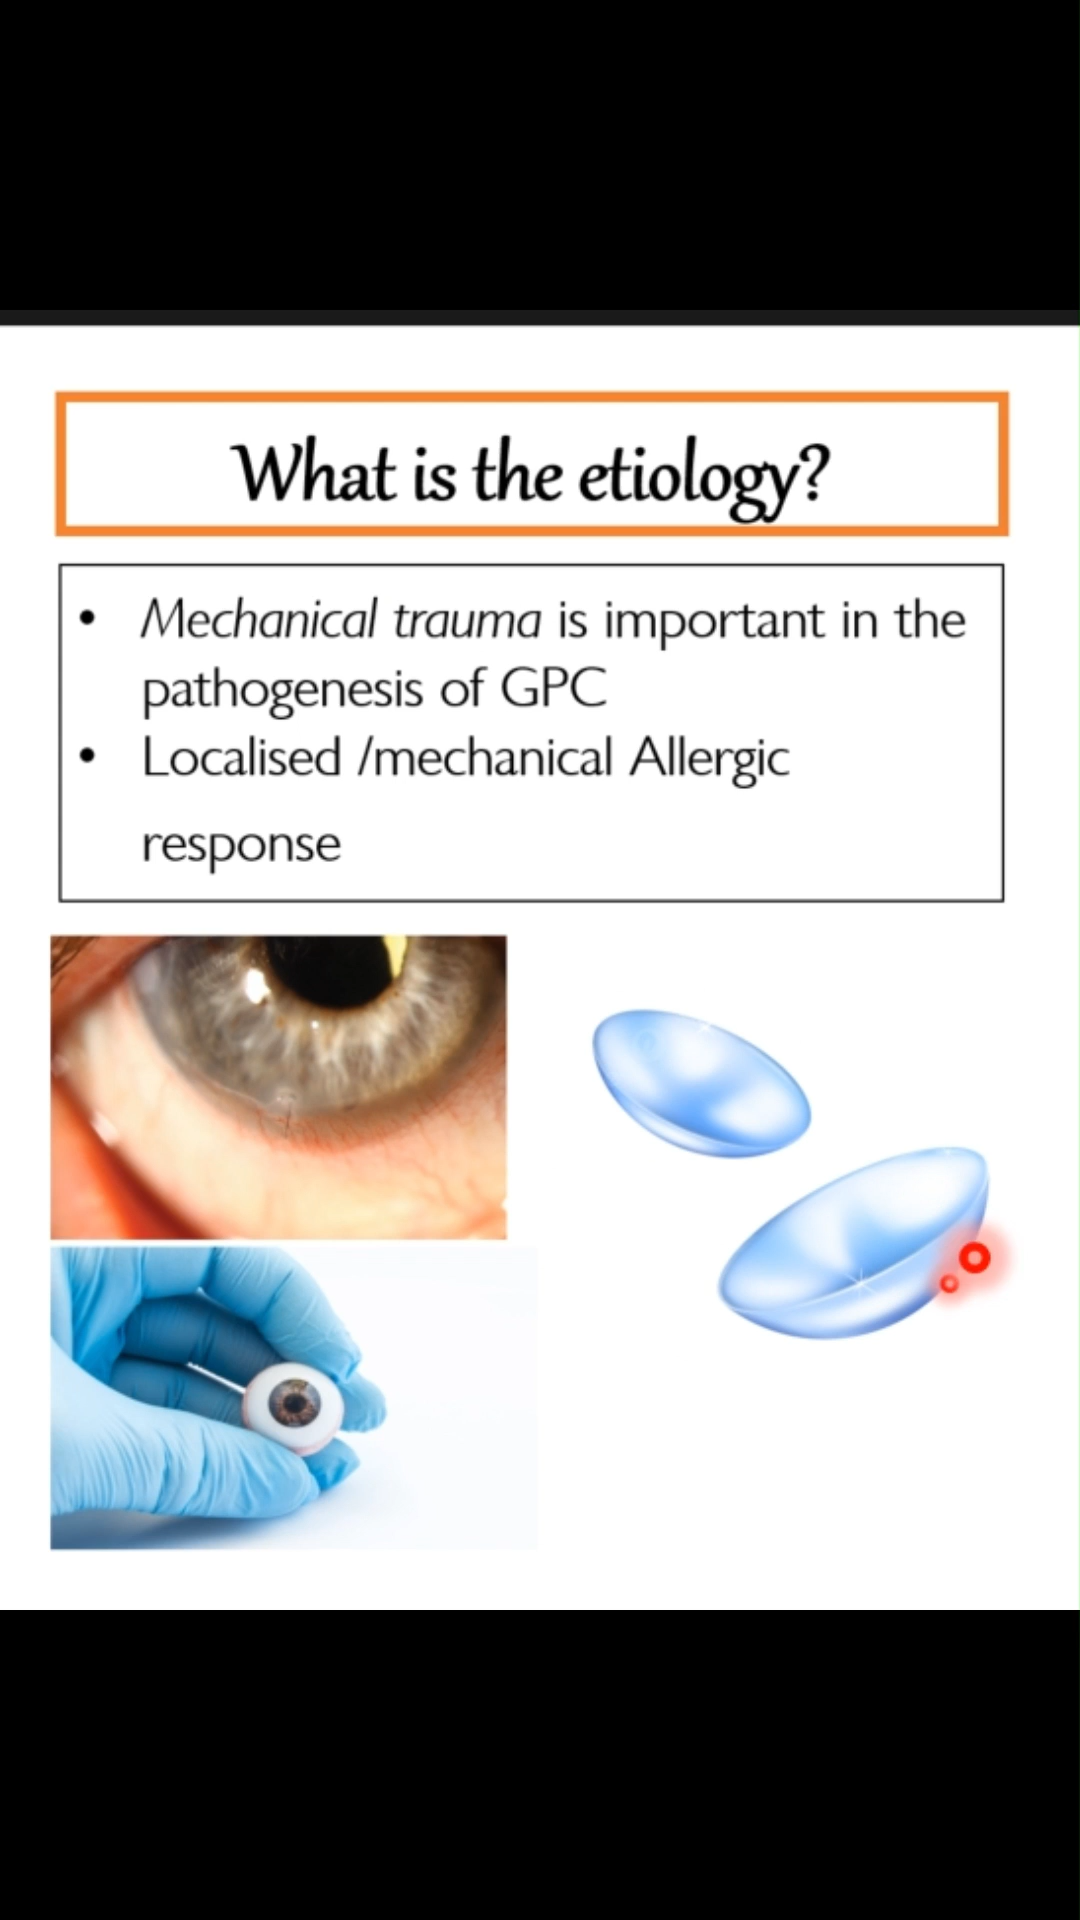 What is the etiology?
• Mechanical trauma is important in the
pathogenesis of GPC
• Localised /mechanical Allergic
response